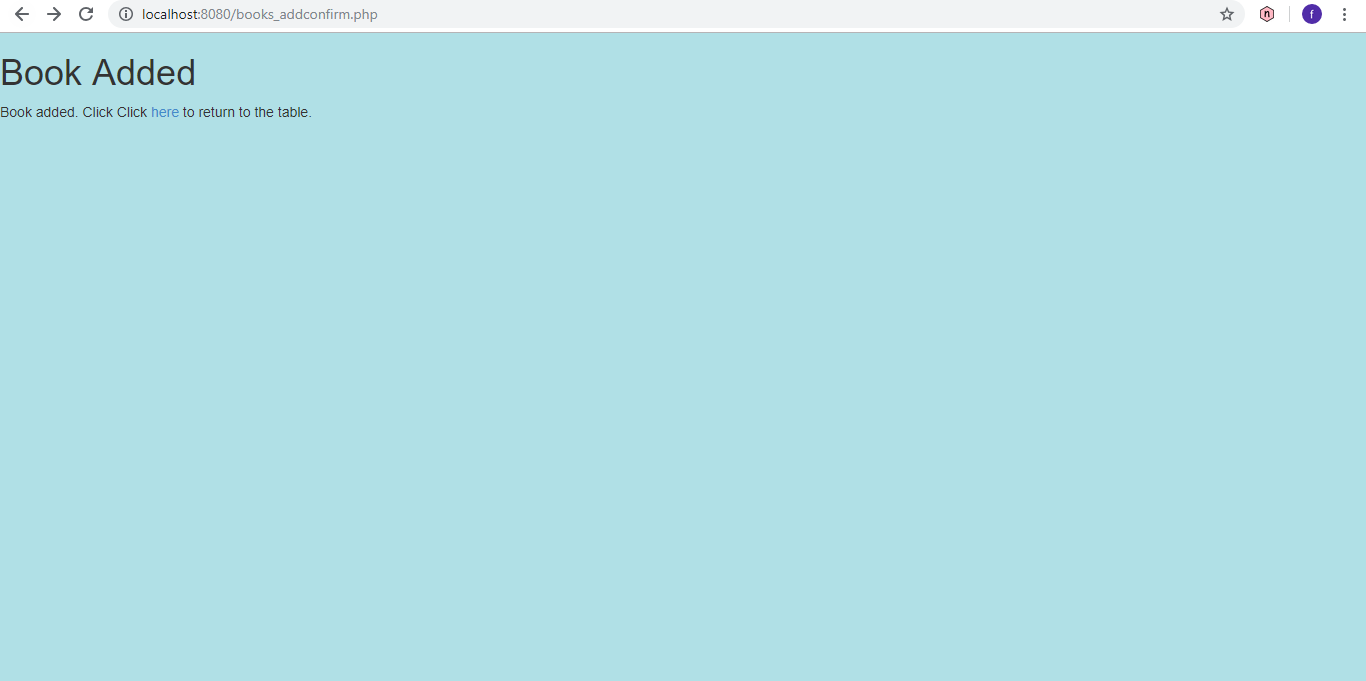 localhost:8080/books_addconfirm.php
n
f
Book Added
Book added. Click Click here to return to the table.